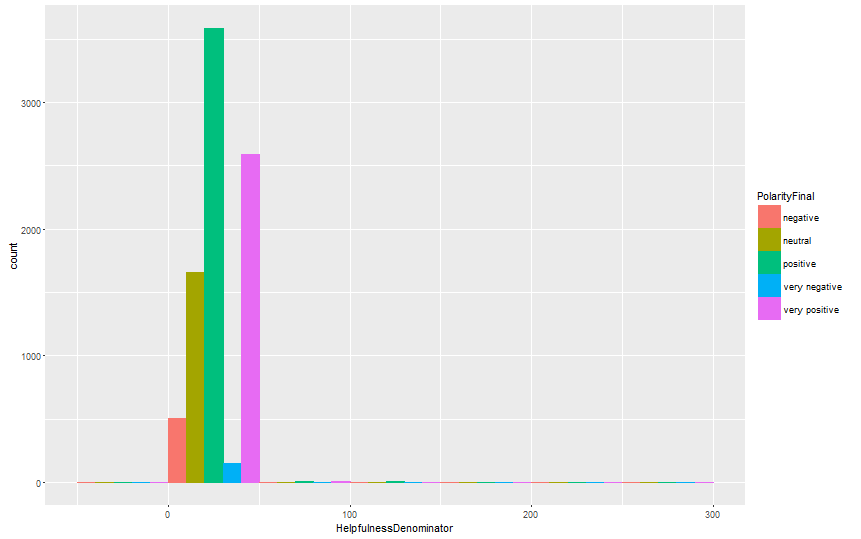 3000
2000
1000
0
count
0
100
200
300
HelpfulnessDenominator
PolarityFinal
negative
neutral
positive
very negative
very positive